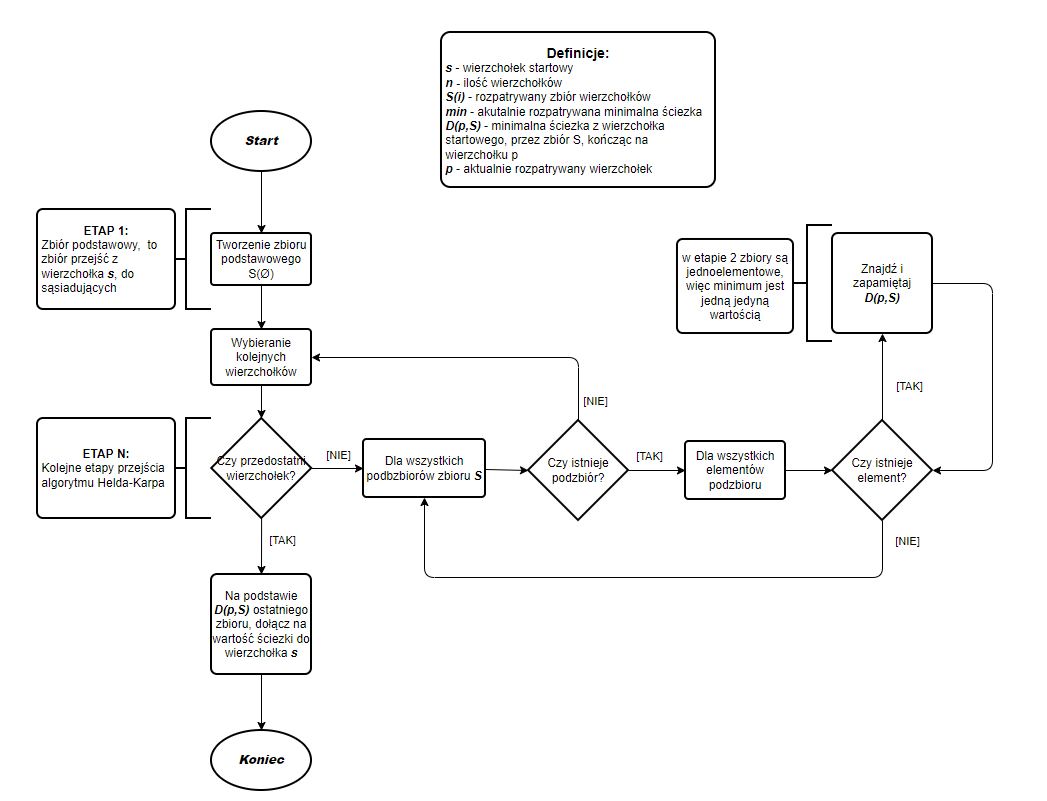 Definicje:
s - wierzchołek startowy
n - ilość wierzchołków
S(i) - rozpatrywany zbiór wierzchołków
min - akutalnie rozpatrywana minimalna ściezka
D(p,S) - minimalna ściezka z wierzchołka
startowego, przez zbiór S, kończąc na
wierzchołku p
p - aktualnie rozpatrywany wierzchołek
Start
ETAP 1:
Zbiór podstawowy, to
zbiór przejść z
wierzchołka s, do
sąsiadujących
Tworzenie zbioru
podstawowego
S(Ø)
Wybieranie
kolejnych
wierzchołków
w etapie 2 zbiory są
jednoelementowe,
więc minimum jest
jedną jedyną
wartością
Znajdź i
zapamiętaj
D(p,S)
[NIE]
[TAK]
ETAP N:
Kolejne etapy przejścia
algorytmu Helda-Karpa
Czy przedostatni
wierzchołek?
[NIE]
Dla wszystkich
podbzbiorów zbioru S
Czy istnieje
podzbiór?
[TAK]
Dla wszystkich
elementów
podzbioru
Czy istnieje
element?
[TAK]
[NIE]
Na podstawie
D(p,S) ostatniego
zbioru, dołącz na
wartość ściezki do
wierzchołka s
Koniec